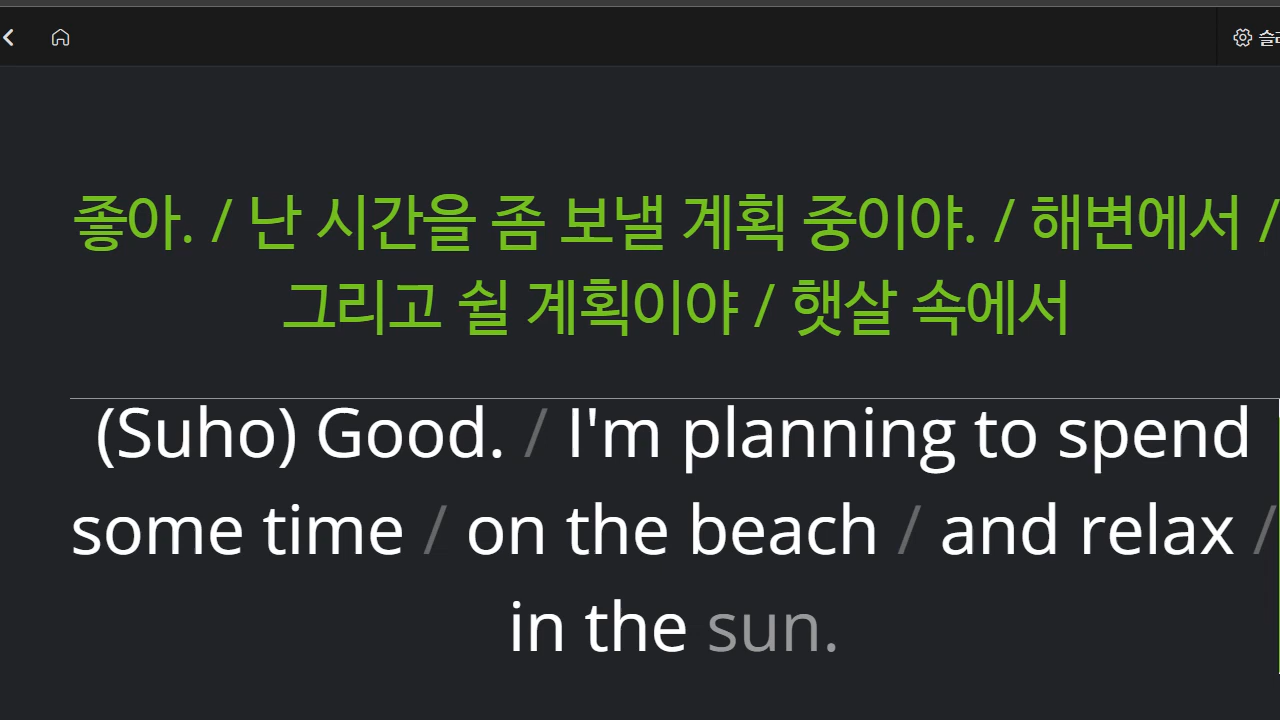 좋아. / 난 시간을 좀 보낼 계획 중이야. / 해변에서 /
그리고 쉴 계획이야 / 햇살 속에서
(Suho) Good. / I'm planning to spend
some time / on the beach / and relax /
in the sun.